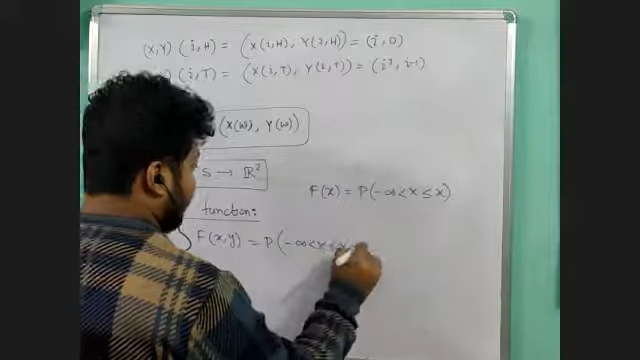 (X,Y) (i,H) = (X(i,H), Y(i,H)) = (i,0)
(i,T) = (X(i,T), Y(i,T)) = (i², i-1)
(X(w), Y(w))
S → ℝ²
F(x) = P(-∞<X≤x)
function:
F(x,y) = P(-∞<X≤x